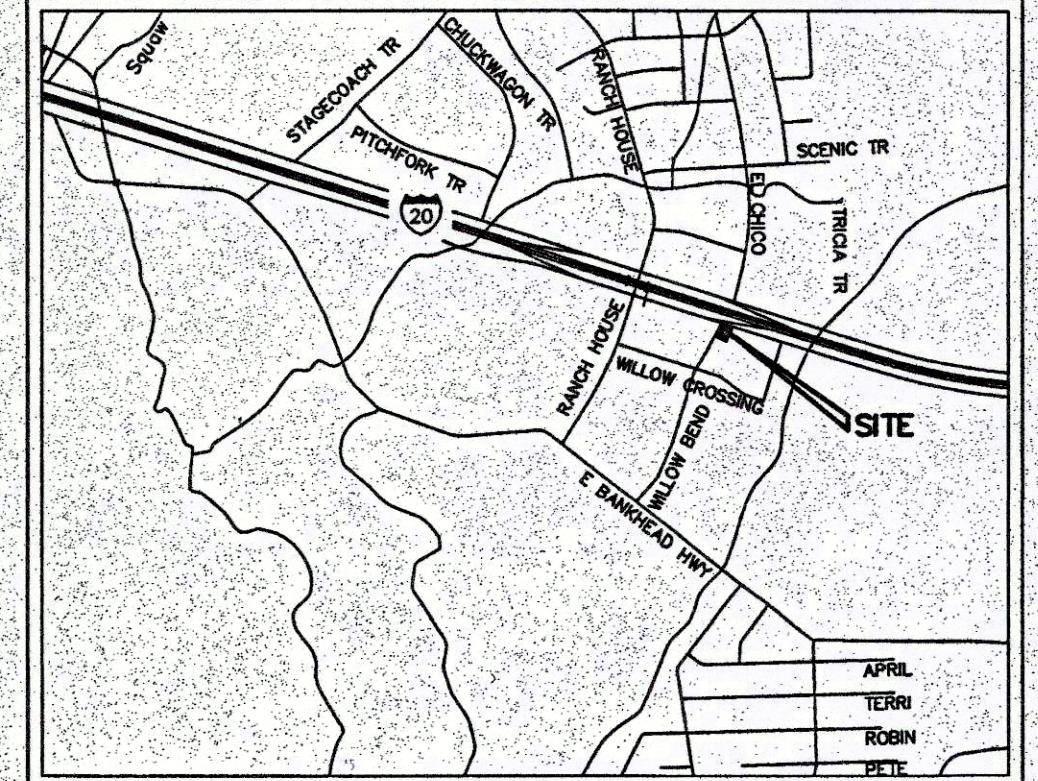 Squaw
STAGECOACH TR
CHUCKWAGON TR
PITCHFORK TR
RANCH HOUSE
SCENIC TR
EL CHICO
TRICIA TR
20
RANCH HOUSE
WILLOW CROSSING
WILLOW BEND
SITE
E BANKHEAD HWY
APRIL
TERRI
ROBIN
PETE